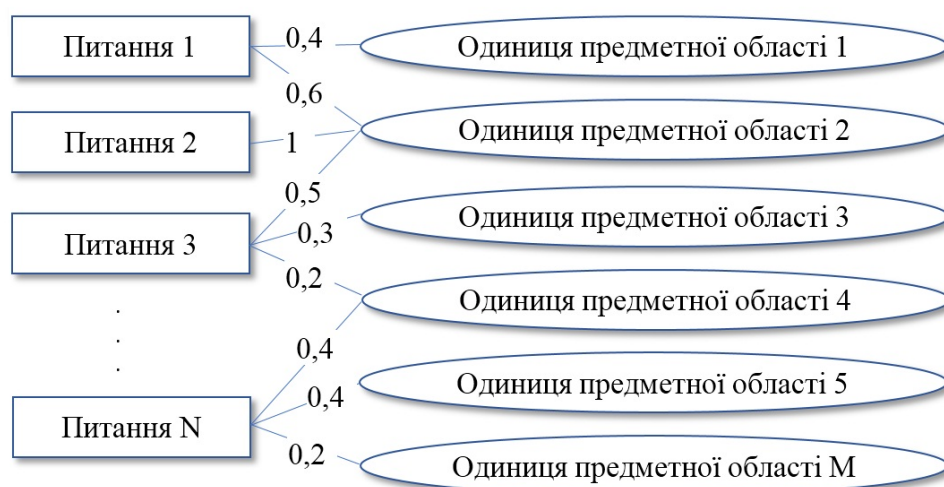 Питання 1
0,4
Одиниця предметної області 1
0,6
Питання 2
1
Одиниця предметної області 2
0,5
Питання 3
0,3
Одиниця предметної області 3
0,2
Одиниця предметної області 4
.
.
.
0,4
Одиниця предметної області 5
0,4
Питання N
0,2
Одиниця предметної області M